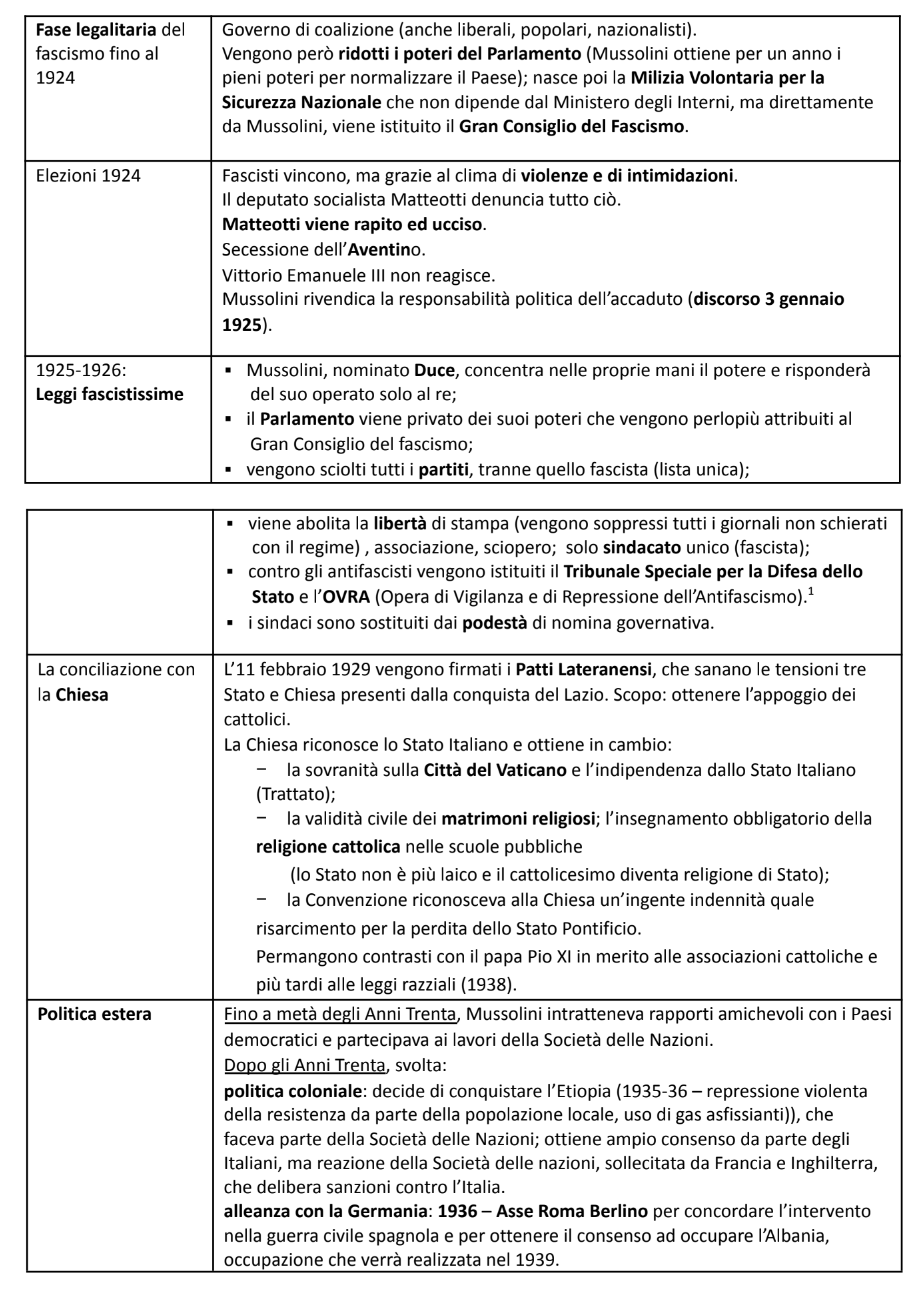 Fase legalitaria del
fascismo fino al
1924
Governo di coalizione (anche liberali, popolari, nazionalisti).
Vengono però ridotti i poteri del Parlamento (Mussolini ottiene per un anno i
pieni poteri per normalizzare il Paese); nasce poi la Milizia Volontaria per la
Sicurezza Nazionale che non dipende dal Ministero degli Interni, ma direttamente
da Mussolini, viene istituito il Gran Consiglio del Fascismo.
Elezioni 1924
Fascisti vincono, ma grazie al clima di violenze e di intimidazioni.
Il deputato socialista Matteotti denuncia tutto ciò.
Matteotti viene rapito ed ucciso.
Secessione dell'Aventino.
Vittorio Emanuele III non reagisce.
Mussolini rivendica la responsabilità politica dell'accaduto (discorso 3 gennaio
1925).
1925-1926:
Leggi fascistissime
▪ Mussolini, nominato Duce, concentra nelle proprie mani il potere e risponderà
del suo operato solo al re;
▪ il Parlamento viene privato dei suoi poteri che vengono perlopiù attribuiti al
Gran Consiglio del fascismo;
▪ vengono sciolti tutti i partiti, tranne quello fascista (lista unica);
▪ viene abolita la libertà di stampa (vengono soppressi tutti i giornali non schierati
con il regime) , associazione, sciopero; solo sindacato unico (fascista);
▪ contro gli antifascisti vengono istituiti il Tribunale Speciale per la Difesa dello
Stato e l'OVRA (Opera di Vigilanza e di Repressione dell'Antifascismo).1
▪ i sindaci sono sostituiti dai podestà di nomina governativa.
La conciliazione con
la Chiesa
L'11 febbraio 1929 vengono firmati i Patti Lateranensi, che sanano le tensioni tre
Stato e Chiesa presenti dalla conquista del Lazio. Scopo: ottenere l'appoggio dei
cattolici.
La Chiesa riconosce lo Stato Italiano e ottiene in cambio:
− la sovranità sulla Città del Vaticano e l'indipendenza dallo Stato Italiano
(Trattato);
− la validità civile dei matrimoni religiosi; l'insegnamento obbligatorio della
religione cattolica nelle scuole pubbliche
(lo Stato non è più laico e il cattolicesimo diventa religione di Stato);
− la Convenzione riconosceva alla Chiesa un'ingente indennità quale
risarcimento per la perdita dello Stato Pontificio.
Permangono contrasti con il papa Pio XI in merito alle associazioni cattoliche e
più tardi alle leggi razziali (1938).
Politica estera
Fino a metà degli Anni Trenta, Mussolini intratteneva rapporti amichevoli con i Paesi
democratici e partecipava ai lavori della Società delle Nazioni.
Dopo gli Anni Trenta, svolta:
politica coloniale: decide di conquistare l'Etiopia (1935-36 – repressione violenta
della resistenza da parte della popolazione locale, uso di gas asfissianti)), che
faceva parte della Società delle Nazioni; ottiene ampio consenso da parte degli
Italiani, ma reazione della Società delle nazioni, sollecitata da Francia e Inghilterra,
che delibera sanzioni contro l'Italia.
alleanza con la Germania: 1936 – Asse Roma Berlino per concordare l'intervento
nella guerra civile spagnola e per ottenere il consenso ad occupare l'Albania,
occupazione che verrà realizzata nel 1939.